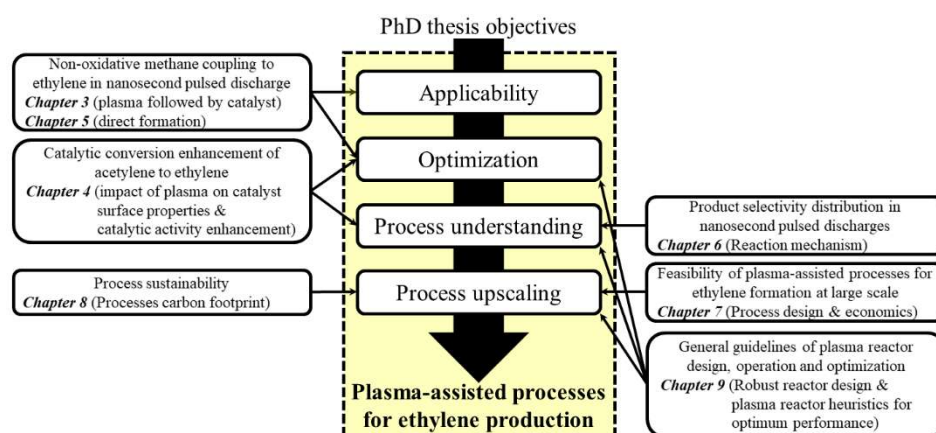 PhD thesis objectives
Non-oxidative methane coupling to
ethylene in nanosecond pulsed discharge
Chapter 3 (plasma followed by catalyst)
Chapter 5 (direct formation)
Catalytic conversion enhancement of
acetylene to ethylene
Chapter 4 (impact of plasma on catalyst
surface properties &
catalytic activity enhancement)
Process sustainability
Chapter 8 (Processes carbon footprint)
Applicability
Optimization
Process understanding
Process upscaling
Plasma-assisted processes
for ethylene production
Product selectivity distribution in
nanosecond pulsed discharges
Chapter 6 (Reaction mechanism)
Feasibility of plasma-assisted processes for
ethylene formation at large scale
Chapter 7 (Process design & economics)
General guidelines of plasma reactor
design, operation and optimization
Chapter 9 (Robust reactor design &
plasma reactor heuristics for
optimum performance)